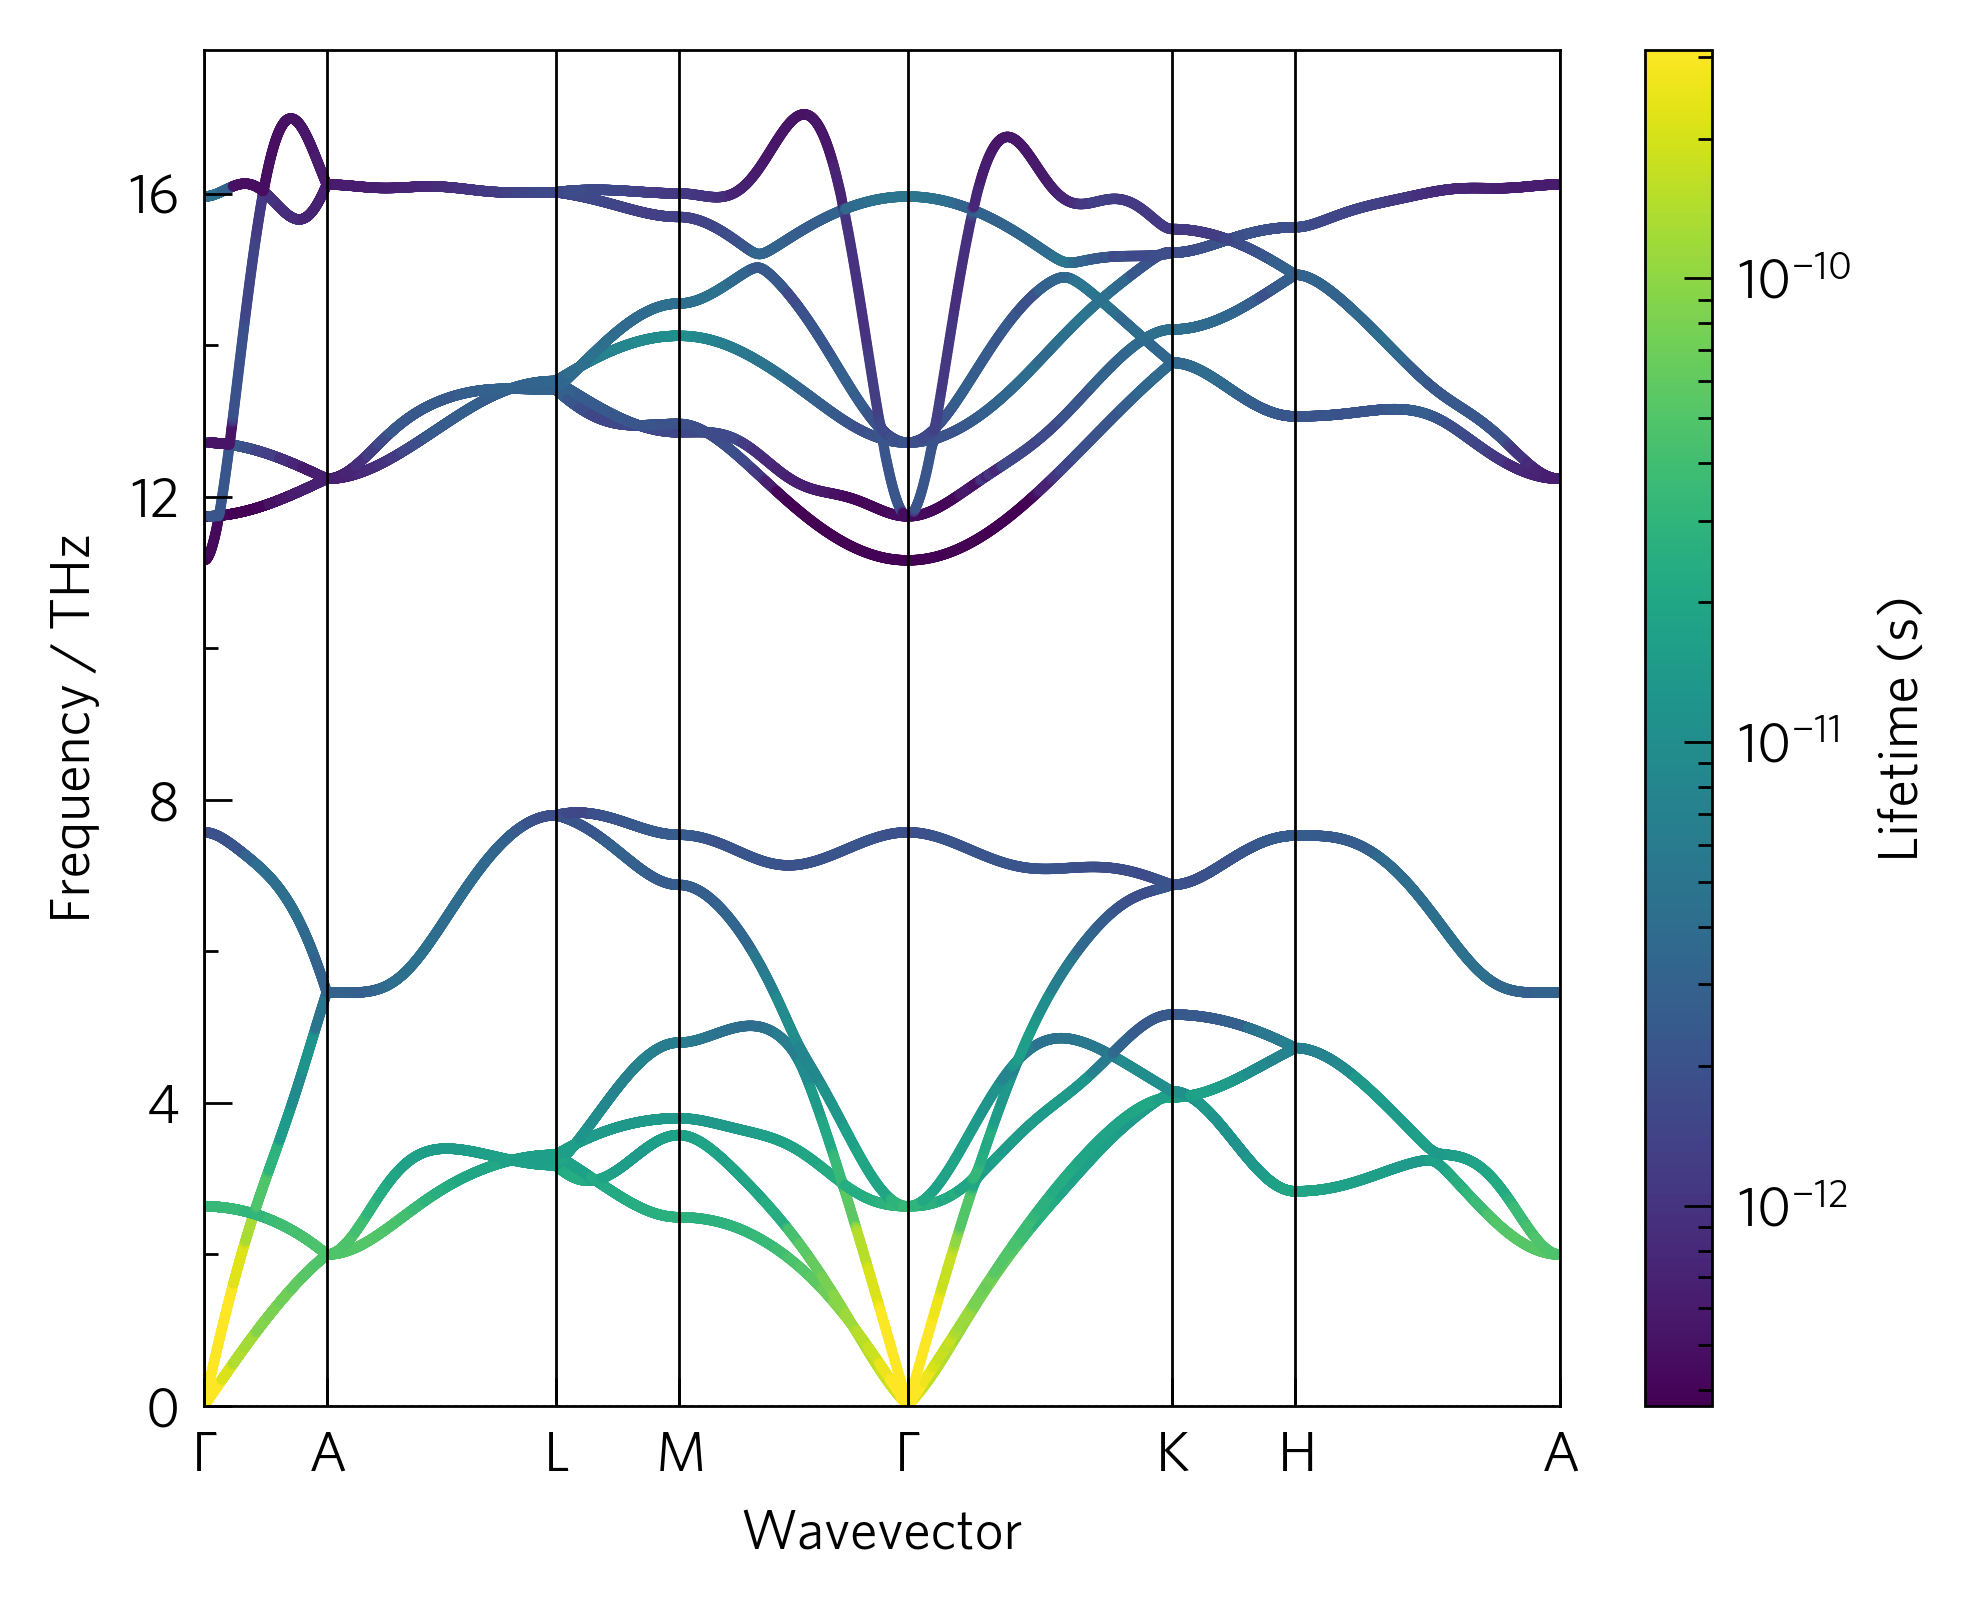 16
12
8
4
0
Frequency / THz
Γ A L M Γ K H A
Wavevector
10⁻¹⁰
10⁻¹¹
10⁻¹²
Lifetime (s)